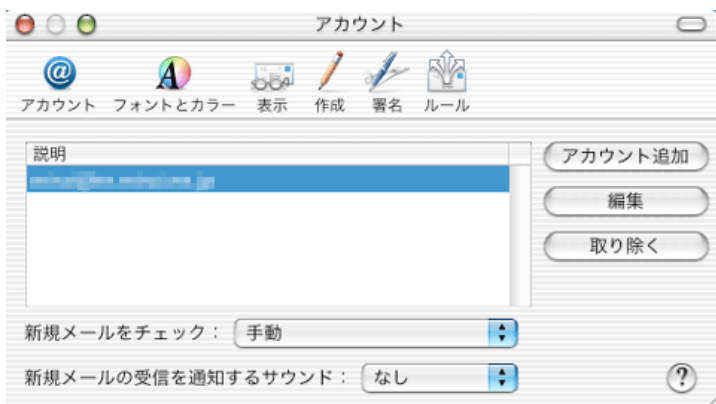 アカウント
アカウント フォントとカラー 表示 作成 署名 ルール
説明
アカウント追加
編集
取り除く
新規メールをチェック： 手動
新規メールの受信を通知するサウンド： なし
?